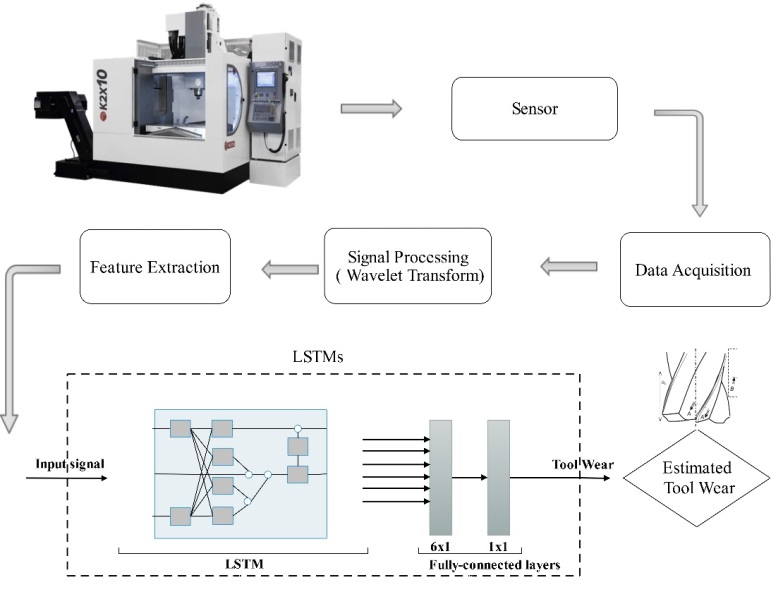 K2X10
Sensor
Feature Extraction
Signal Processing
( Wavelet Transform)
Data Acquisition
LSTMs
Input signal
Tool Wear
Estimated
Tool Wear
6x1
1x1
LSTM
Fully-connected layers